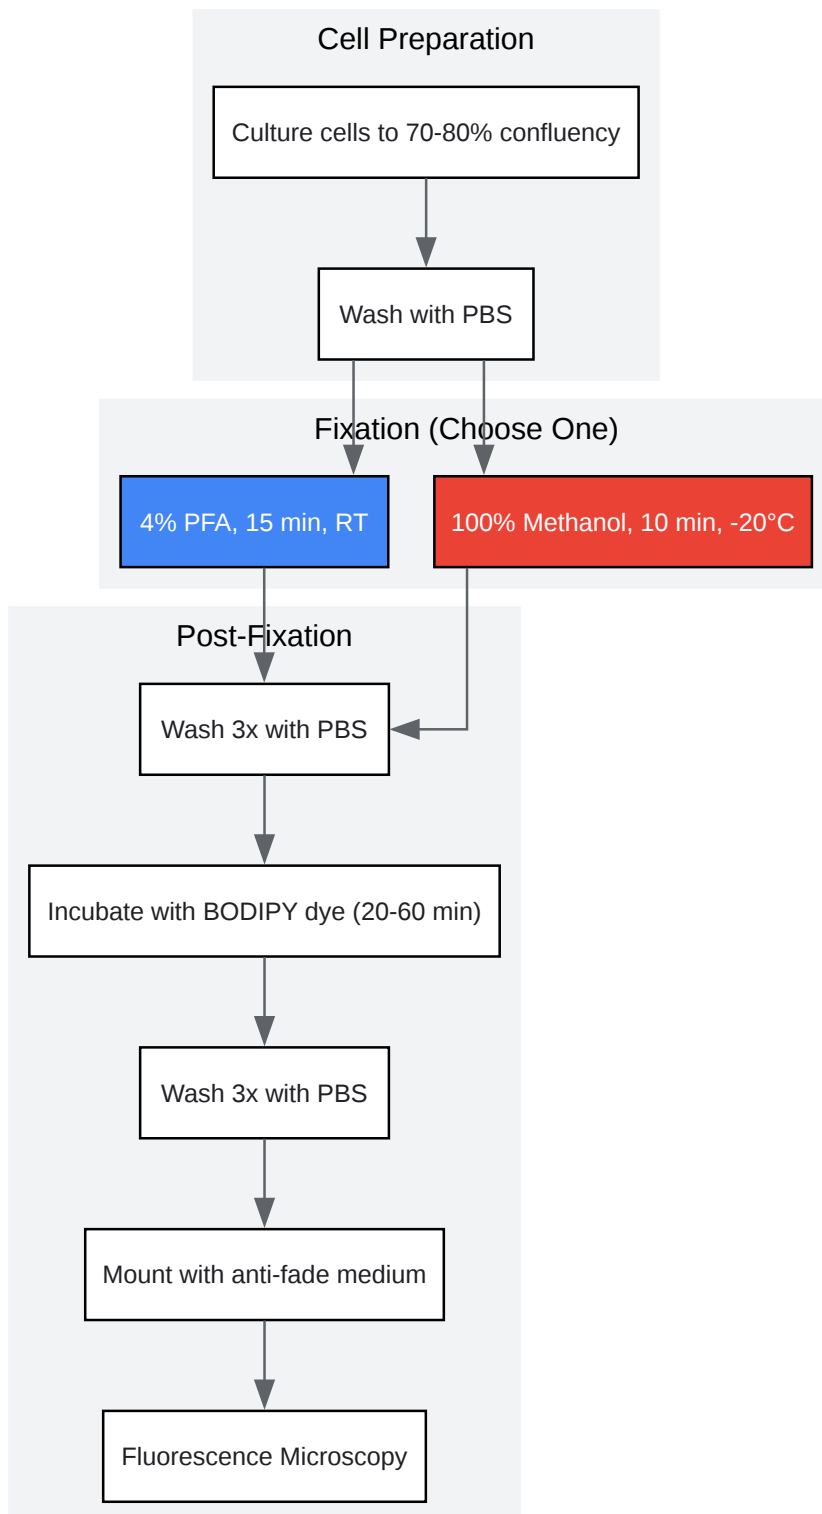 Cell Preparation
Culture cells to 70-80% confluency
Wash with PBS
Fixation (Choose One)
4% PFA, 15 min, RT
100% Methanol, 10 min, -20°C
Post-Fixation
Wash 3x with PBS
Incubate with BODIPY dye (20-60 min)
Wash 3x with PBS
Mount with anti-fade medium
Fluorescence Microscopy